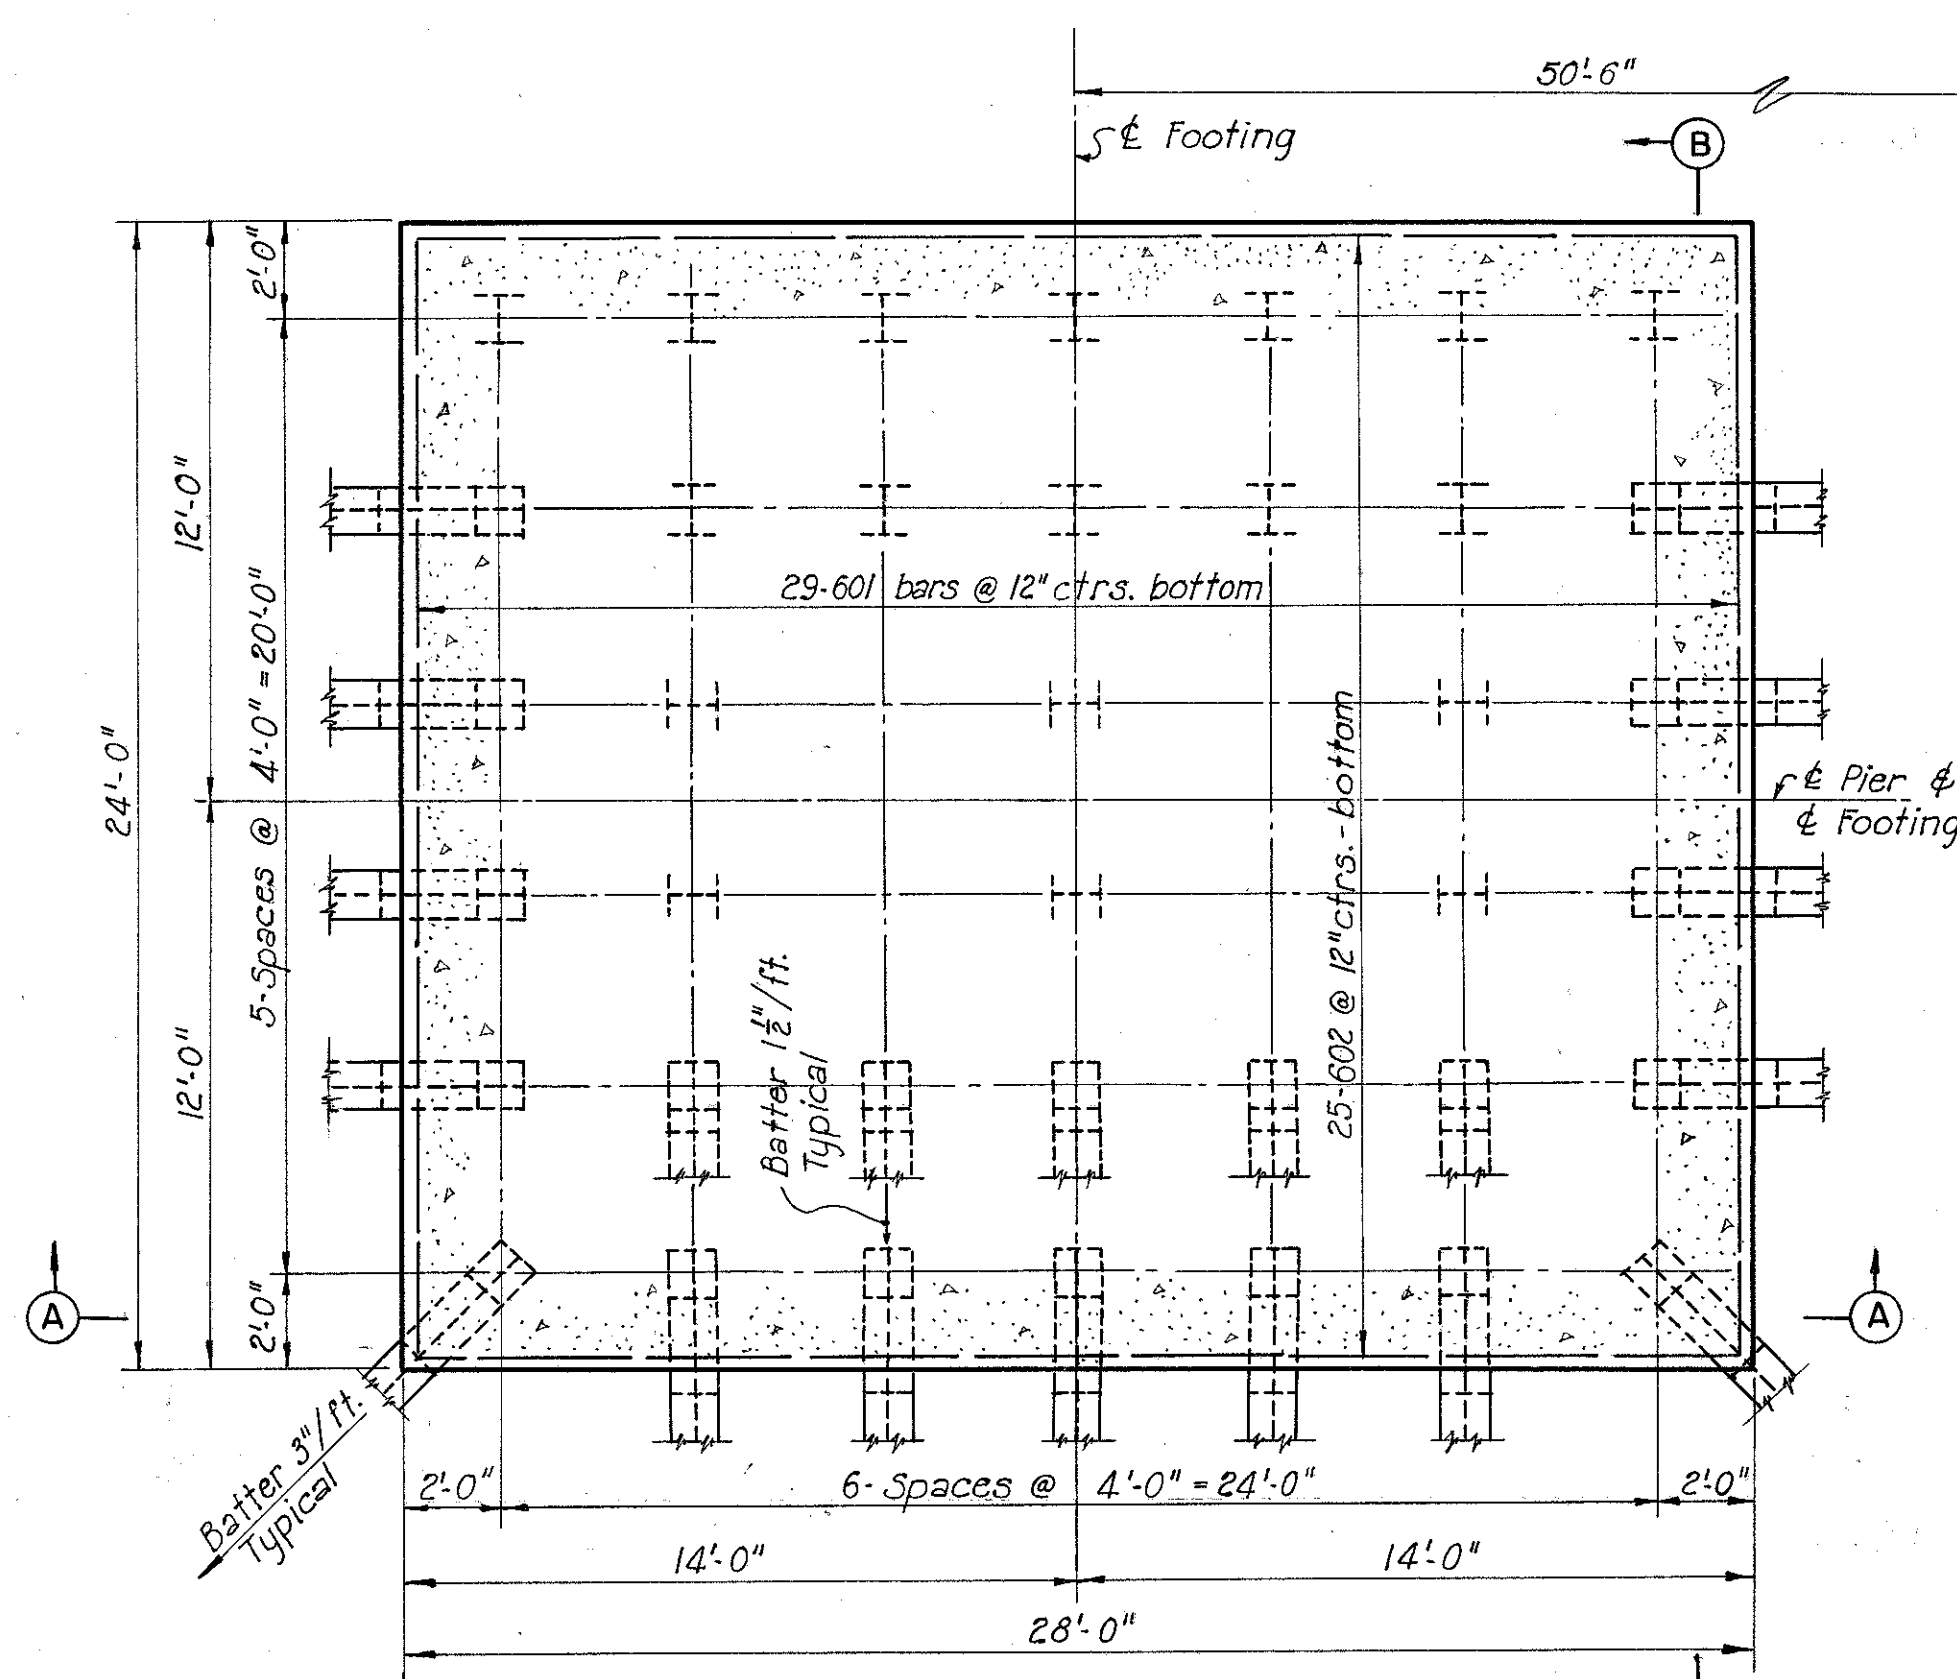 50'-6"
℄ Footing
B
2'-0"
12'-0"
29-601 bars @ 12" ctrs. bottom
24'-0"
5-Spaces @ 4'-0" = 20'-0"
25-602 @ 12" ctrs. - bottom
℄ Pier &
℄ Footing
Batter 1½"/ft.
Typical
12'-0"
2'-0"
A
A
Batter 3"/ft.
Typical
2'-0"
6-Spaces @ 4'-0" = 24'-0"
2'-0"
14'-0"
14'-0"
28'-0"